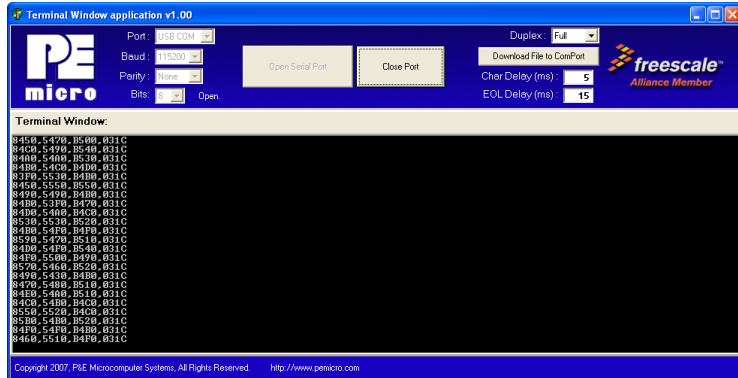 Terminal Window application v1.00
PE
micro
Port: USB COM
Baud: 115200
Parity: None
Bits: 8 Open.
Open Serial Port
Close Port
Duplex: Full
Download File to ComPort
Char Delay (ms): 5
EOL Delay (ms): 15
freescale™
Alliance Member
Terminal Window:
8450,5470,B500,031C
84C0,5490,B540,031C
84A0,54A0,B530,031C
84B0,54C0,B4D0,031C
83F0,5530,B4B0,031C
8450,5550,B550,031C
8490,5490,B4B0,031C
84B0,53F0,B470,031C
84D0,54A0,B4C0,031C
8530,5530,B520,031C
84B0,54F0,B4F0,031C
8590,5470,B510,031C
84D0,54F0,B540,031C
84F0,5500,B490,031C
8570,5460,B520,031C
8490,5430,B4B0,031C
8470,5480,B510,031C
84E0,54A0,B510,031C
84C0,54B0,B4C0,031C
8550,5520,B4C0,031C
85B0,54B0,B520,031C
84F0,54F0,B4B0,031C
8460,5510,B4F0,031C
Copyright 2007, P&E Microcomputer Systems, All Rights Reserved. http://www.pemicro.com